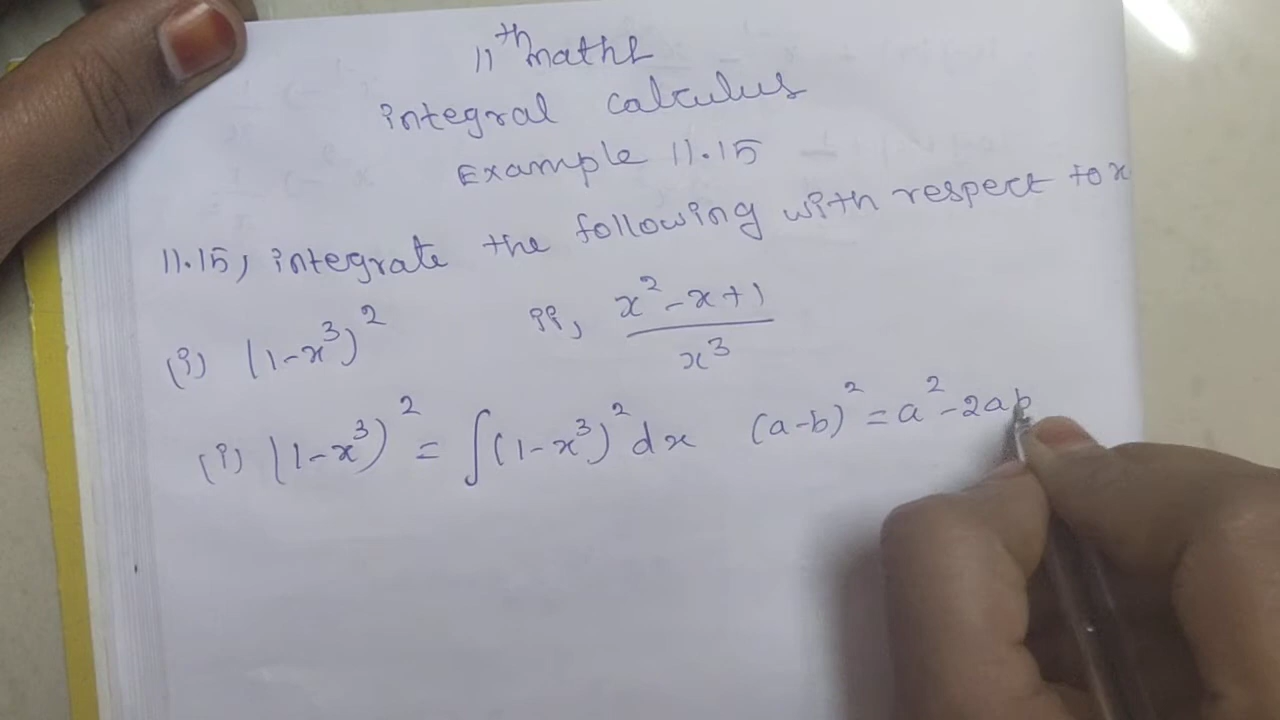 11th maths
integral calculus
Example 11.15
11.15, integrate the following with respect to x
(i) (1-x³)² ii, x²-x+1 / x³
(i) (1-x³)² = ∫(1-x³)² dx (a-b)² = a²-2ab